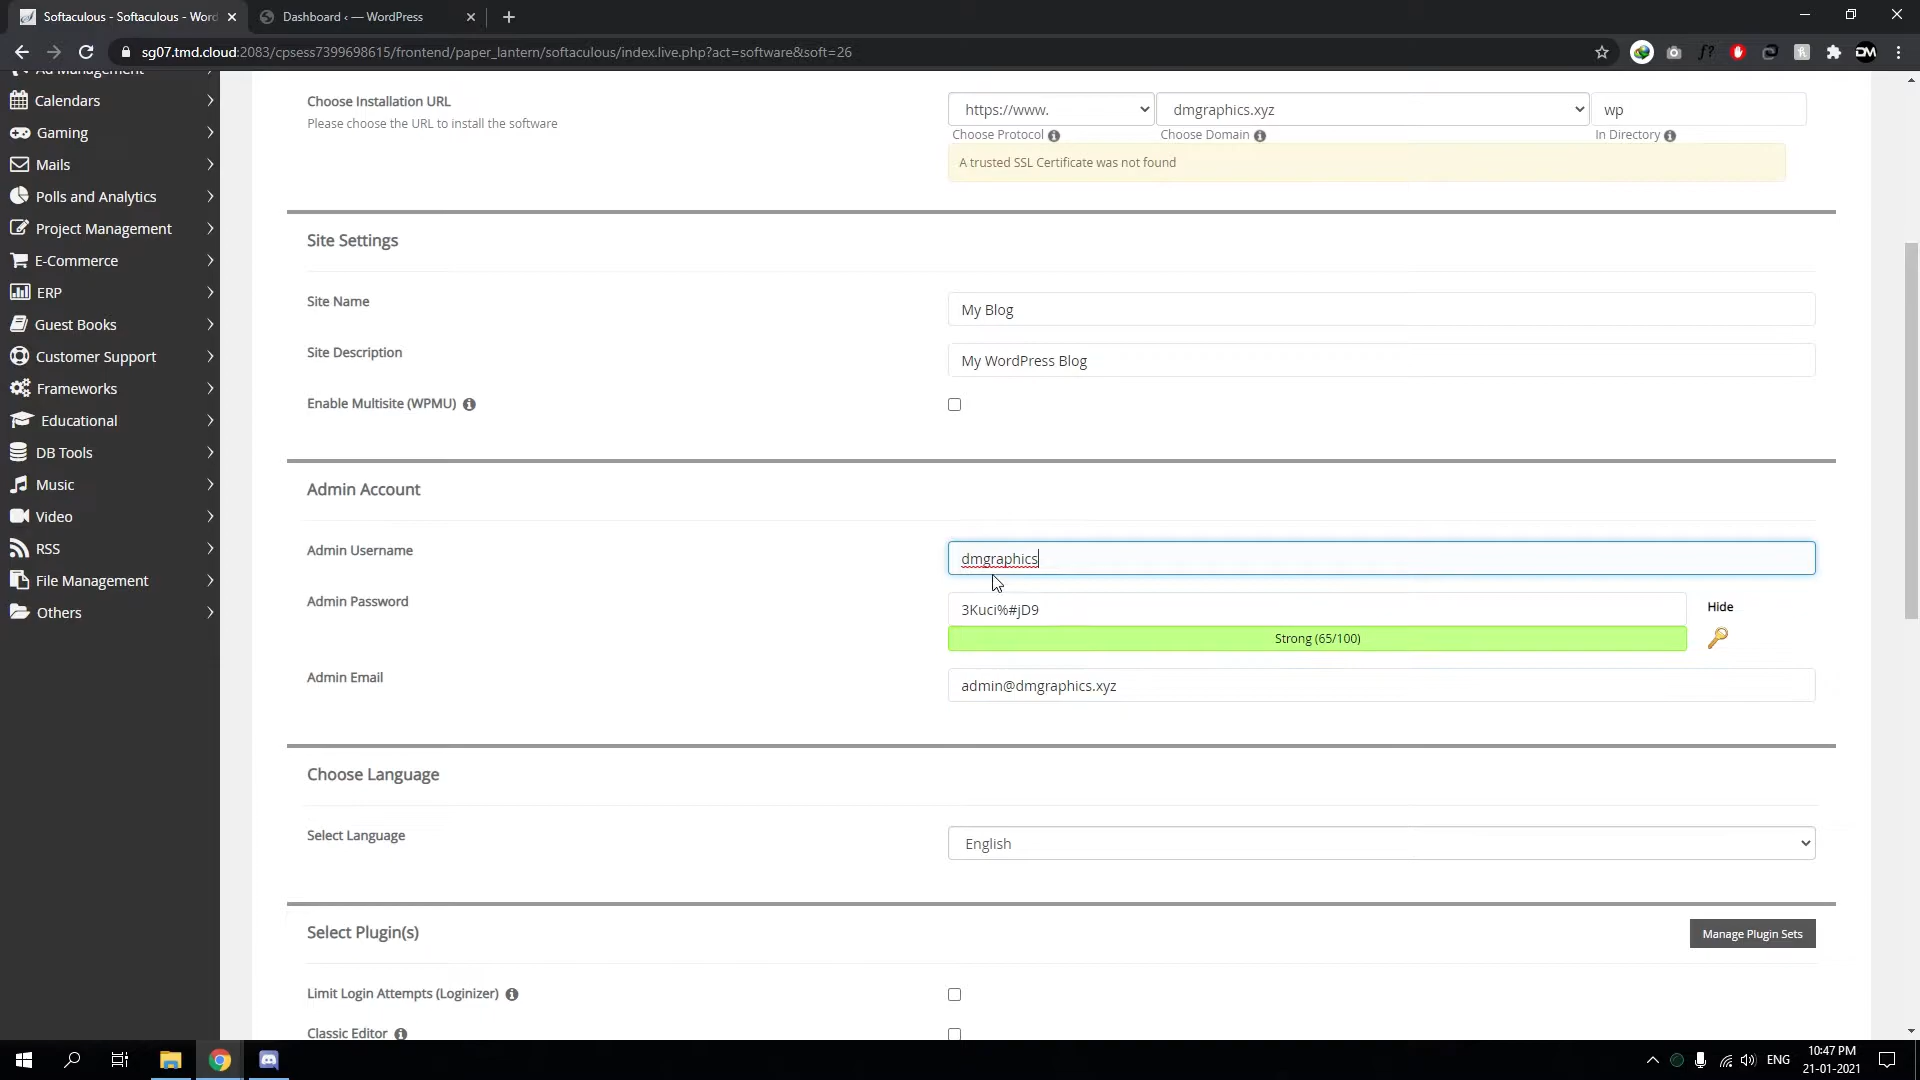 Softaculous - Softaculous - Word
Dashboard ‹ — WordPress
sg07.tmd.cloud:2083/cpsess7399698615/frontend/paper_lantern/softaculous/index.live.php?act=software&soft=26
DM
Ad Management
Calendars
Gaming
Mails
Polls and Analytics
Project Management
E-Commerce
ERP
Guest Books
Customer Support
Frameworks
Educational
DB Tools
Music
Video
RSS
File Management
Others
Choose Installation URL
Please choose the URL to install the software
https://www.
dmgraphics.xyz
wp
Choose Protocol
Choose Domain
In Directory
A trusted SSL Certificate was not found
Site Settings
Site Name
My Blog
Site Description
My WordPress Blog
Enable Multisite (WPMU)
Admin Account
Admin Username
dmgraphics
Admin Password
3Kuci%#jD9
Hide
Strong (65/100)
Admin Email
admin@dmgraphics.xyz
Choose Language
Select Language
English
Select Plugin(s)
Manage Plugin Sets
Limit Login Attempts (Loginizer)
Classic Editor
ENG
10:47 PM
21-01-2021